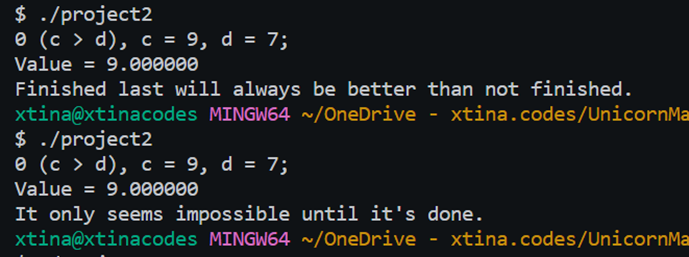 $ ./project2
0 (c > d), c = 9, d = 7;
Value = 9.000000
Finished last will always be better than not finished.
xtina@xtinacodes MINGW64 ~/OneDrive - xtina.codes/UnicornMa
$ ./project2
0 (c > d), c = 9, d = 7;
Value = 9.000000
It only seems impossible until it's done.
xtina@xtinacodes MINGW64 ~/OneDrive - xtina.codes/UnicornMa